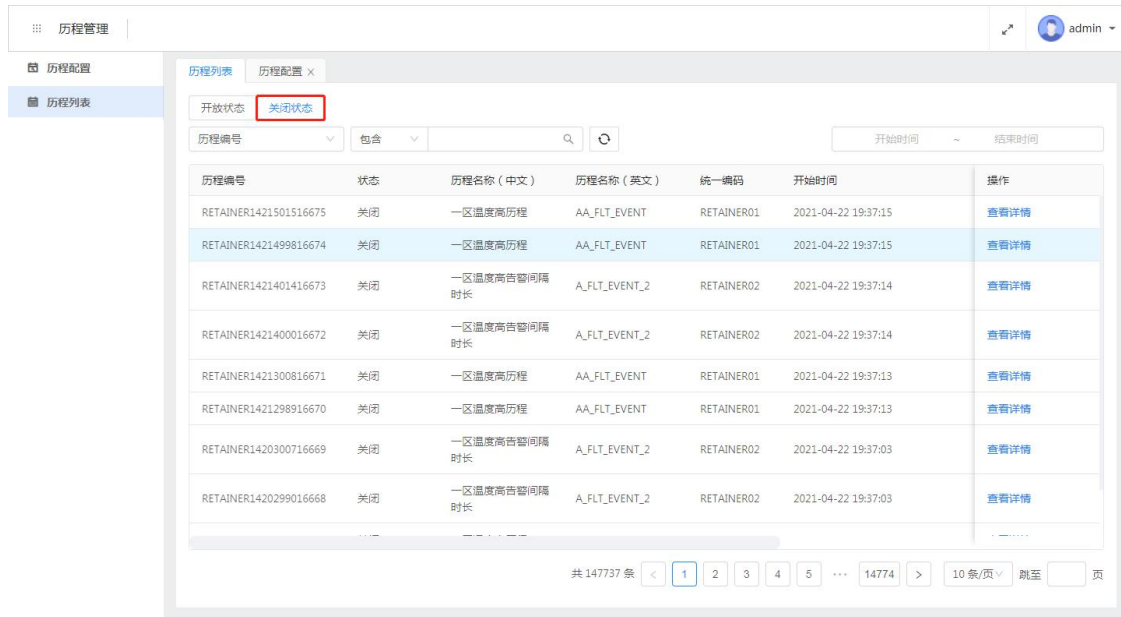 历程管理
admin
历程配置
历程列表
历程列表 历程配置 ×
开放状态 关闭状态
历程编号 包含 开始时间 ~ 结束时间
历程编号 状态 历程名称（中文） 历程名称（英文） 统一编码 开始时间 操作
RETAINER1421501516675 关闭 一区温度高历程 AA_FLT_EVENT RETAINER01 2021-04-22 19:37:15 查看详情
RETAINER1421499816674 关闭 一区温度高历程 AA_FLT_EVENT RETAINER01 2021-04-22 19:37:15 查看详情
RETAINER1421401416673 关闭 一区温度高告警间隔 A_FLT_EVENT_2 RETAINER02 2021-04-22 19:37:14 查看详情
时长
RETAINER1421400016672 关闭 一区温度高告警间隔 A_FLT_EVENT_2 RETAINER02 2021-04-22 19:37:14 查看详情
时长
RETAINER1421300816671 关闭 一区温度高历程 AA_FLT_EVENT RETAINER01 2021-04-22 19:37:13 查看详情
RETAINER1421298916670 关闭 一区温度高历程 AA_FLT_EVENT RETAINER01 2021-04-22 19:37:13 查看详情
RETAINER1420300716669 关闭 一区温度高告警间隔 A_FLT_EVENT_2 RETAINER02 2021-04-22 19:37:03 查看详情
时长
RETAINER1420299016668 关闭 一区温度高告警间隔 A_FLT_EVENT_2 RETAINER02 2021-04-22 19:37:03 查看详情
时长
共 147737 条 < 1 2 3 4 5 ··· 14774 > 10 条/页 跳至 页